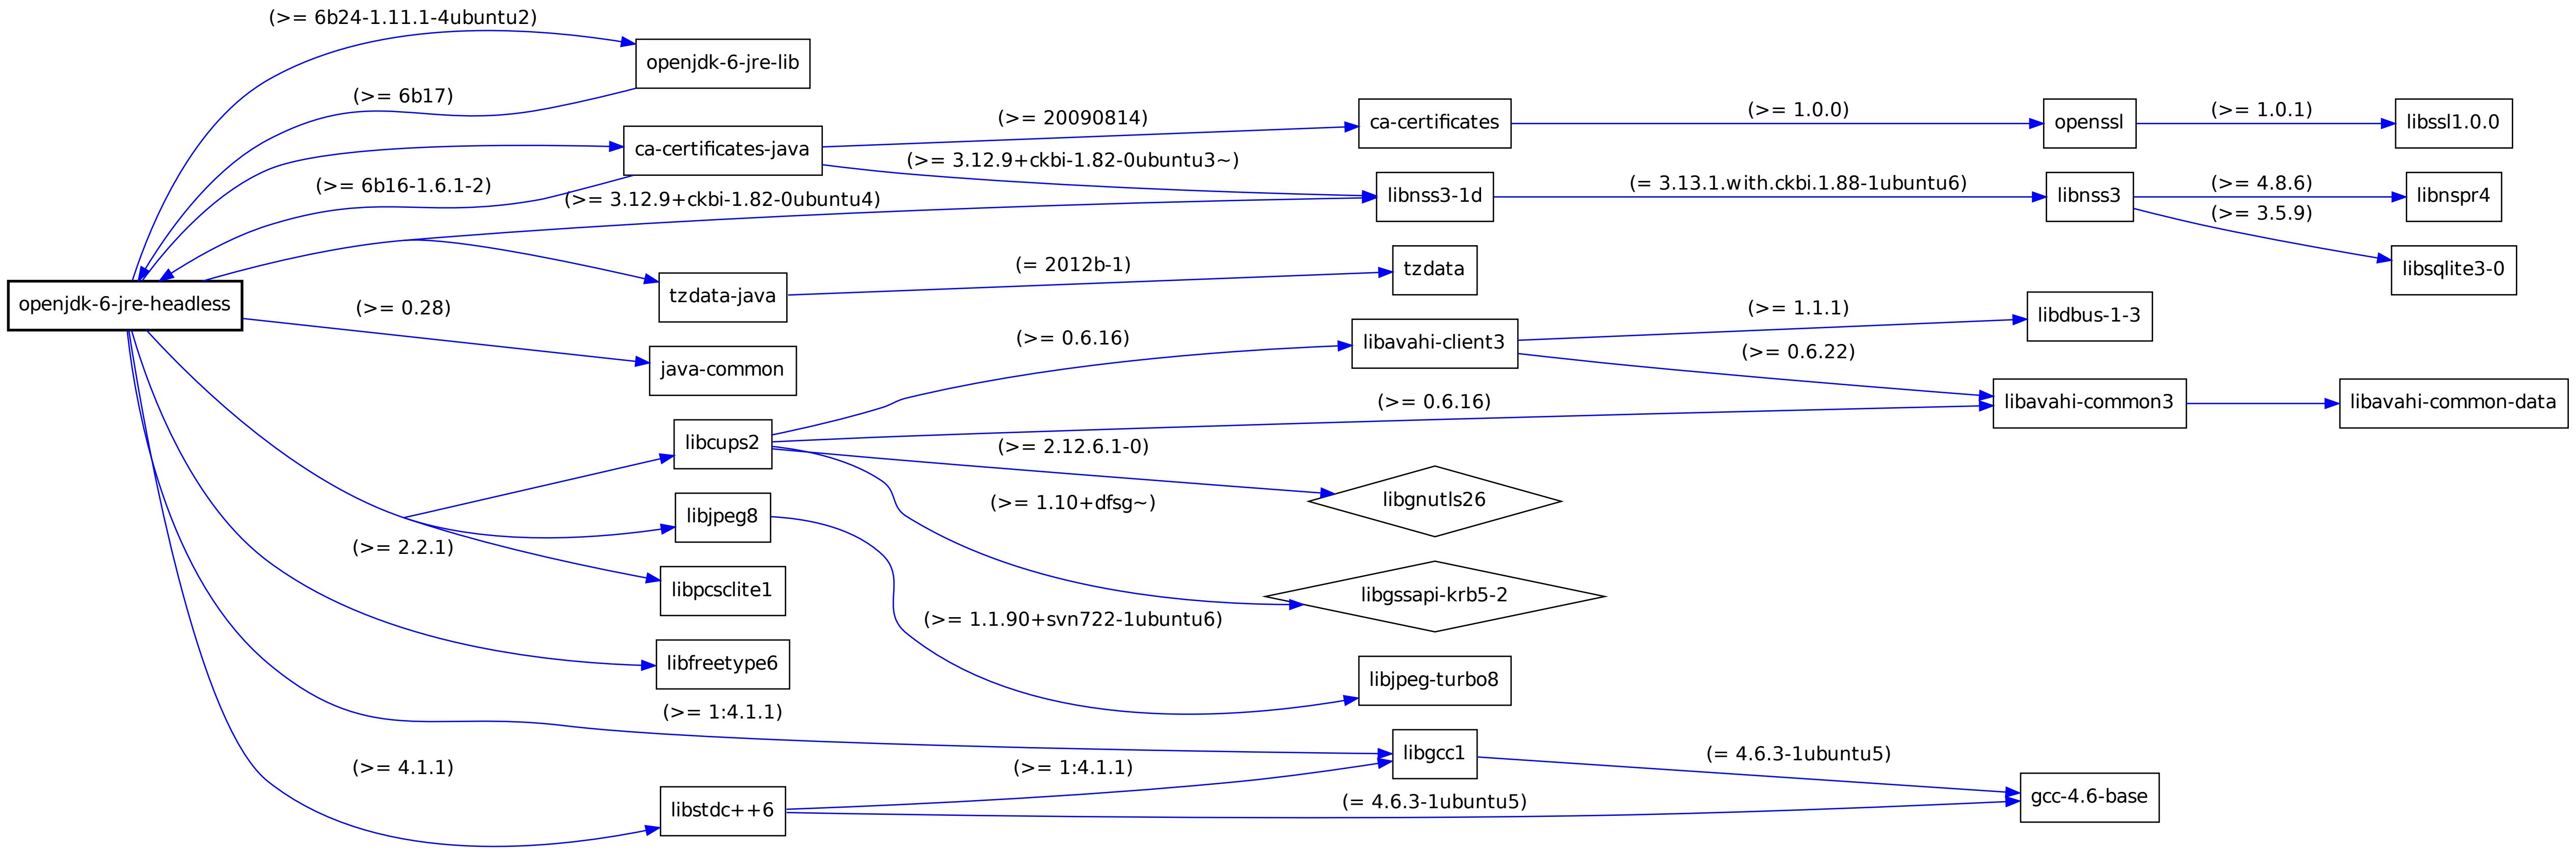 (>= 6b24-1.11.1-4ubuntu2)
openjdk-6-jre-lib
(>= 6b17)
ca-certificates-java
(>= 20090814)
ca-certificates
(>= 1.0.0)
openssl
(>= 1.0.1)
libssl1.0.0
(>= 3.12.9+ckbi-1.82-0ubuntu3~)
(>= 6b16-1.6.1-2)
(>= 3.12.9+ckbi-1.82-0ubuntu4)
libnss3-1d
(= 3.13.1.with.ckbi.1.88-1ubuntu6)
libnss3
(>= 4.8.6)
libnspr4
(>= 3.5.9)
libsqlite3-0
openjdk-6-jre-headless
tzdata-java
(= 2012b-1)
tzdata
(>= 0.28)
java-common
(>= 0.6.16)
libavahi-client3
(>= 1.1.1)
libdbus-1-3
(>= 0.6.22)
libcups2
(>= 0.6.16)
libavahi-common3
libavahi-common-data
(>= 2.12.6.1-0)
libgnutls26
(>= 1.10+dfsg~)
libgssapi-krb5-2
libjpeg8
(>= 2.2.1)
libpcsclite1
(>= 1.1.90+svn722-1ubuntu6)
libjpeg-turbo8
libfreetype6
(>= 1:4.1.1)
libgcc1
(= 4.6.3-1ubuntu5)
gcc-4.6-base
(>= 4.1.1)
(>= 1:4.1.1)
libstdc++6
(= 4.6.3-1ubuntu5)